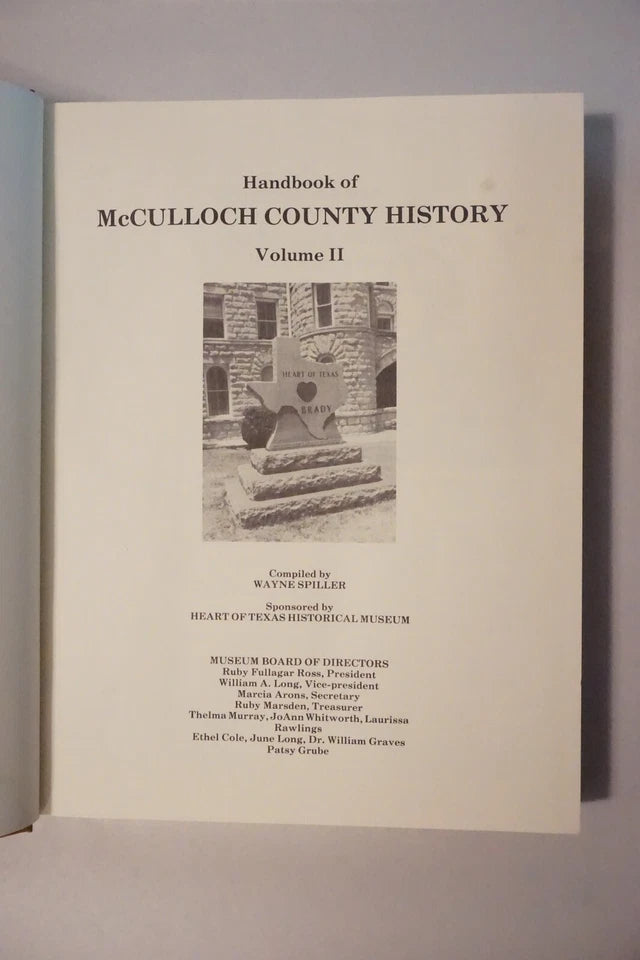 Handbook of
McCULLOCH COUNTY HISTORY
Volume II
HEART OF TEXAS
BRADY
Compiled by
WAYNE SPILLER
Sponsored by
HEART OF TEXAS HISTORICAL MUSEUM
MUSEUM BOARD OF DIRECTORS
Ruby Fullagar Ross, President
William A. Long, Vice-president
Marcia Arons, Secretary
Ruby Marsden, Treasurer
Thelma Murray, JoAnn Whitworth, Laurissa
Rawlings
Ethel Cole, June Long, Dr. William Graves
Patsy Grube